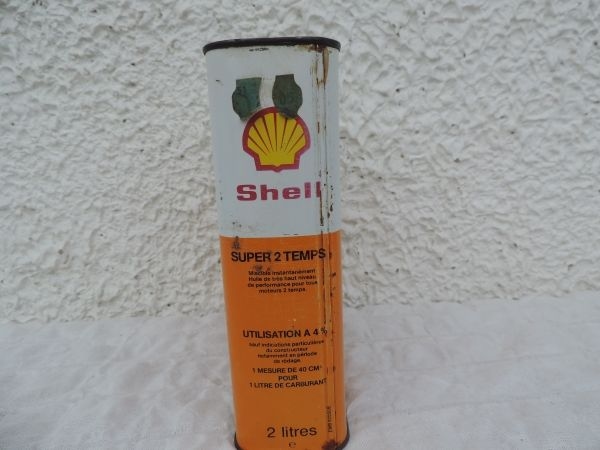 Shell
SUPER 2 TEMPS
Miscible instantanément
Huile de très haut niveau
de performance pour tous
moteurs 2 temps.
UTILISATION A 4 %
sauf indications particulières
du constructeur
notamment en période
de rodage.
1 MESURE DE 40 CM³
POUR
1 LITRE DE CARBURANT
2 litres
e